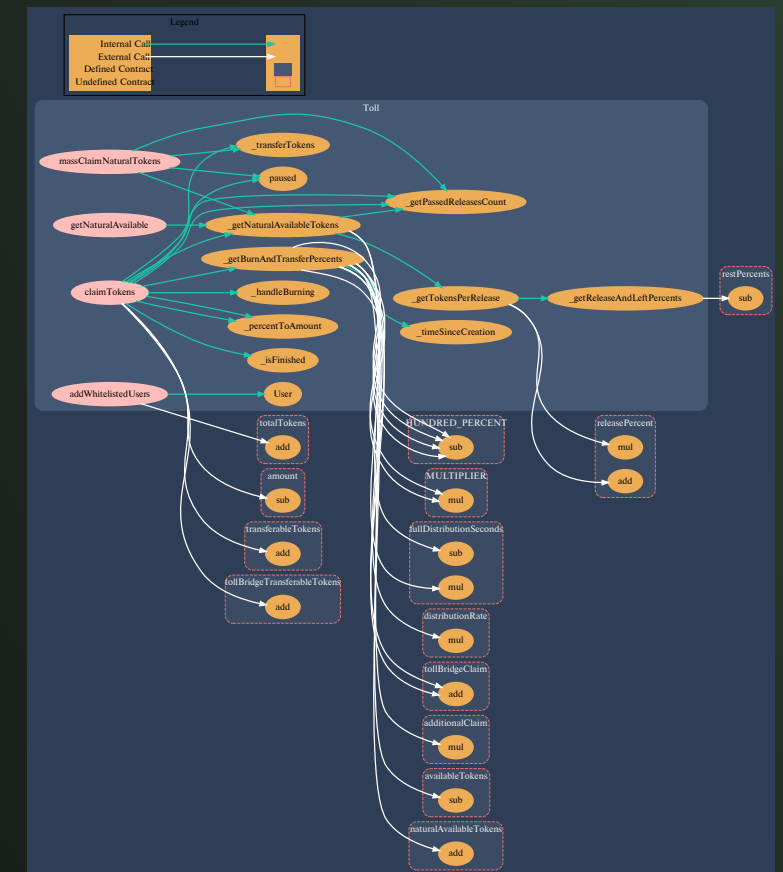 Legend
Internal Call
External Call
Defined Contract
Undefined Contract
Toll
massClaimNaturalTokens
_transferTokens
paused
_getPassedReleasesCount
getNaturalAvailable
_getNaturalAvailableTokens
_getBurnAndTransferPercents
claimTokens
_handleBurning
_getTokensPerRelease
_getReleaseAndLeftPercents
restPercents
sub
_percentToAmount
_timeSinceCreation
_isFinished
addWhitelistedUsers
User
totalTokens
add
HUNDRED_PERCENT
sub
releasePercent
mul
add
amount
sub
MULTIPLIER
mul
transferableTokens
add
fullDistributionSeconds
sub
mul
tollBridgeTransferableTokens
add
distributionRate
mul
tollBridgeClaim
add
additionalClaim
mul
availableTokens
sub
naturalAvailableTokens
add